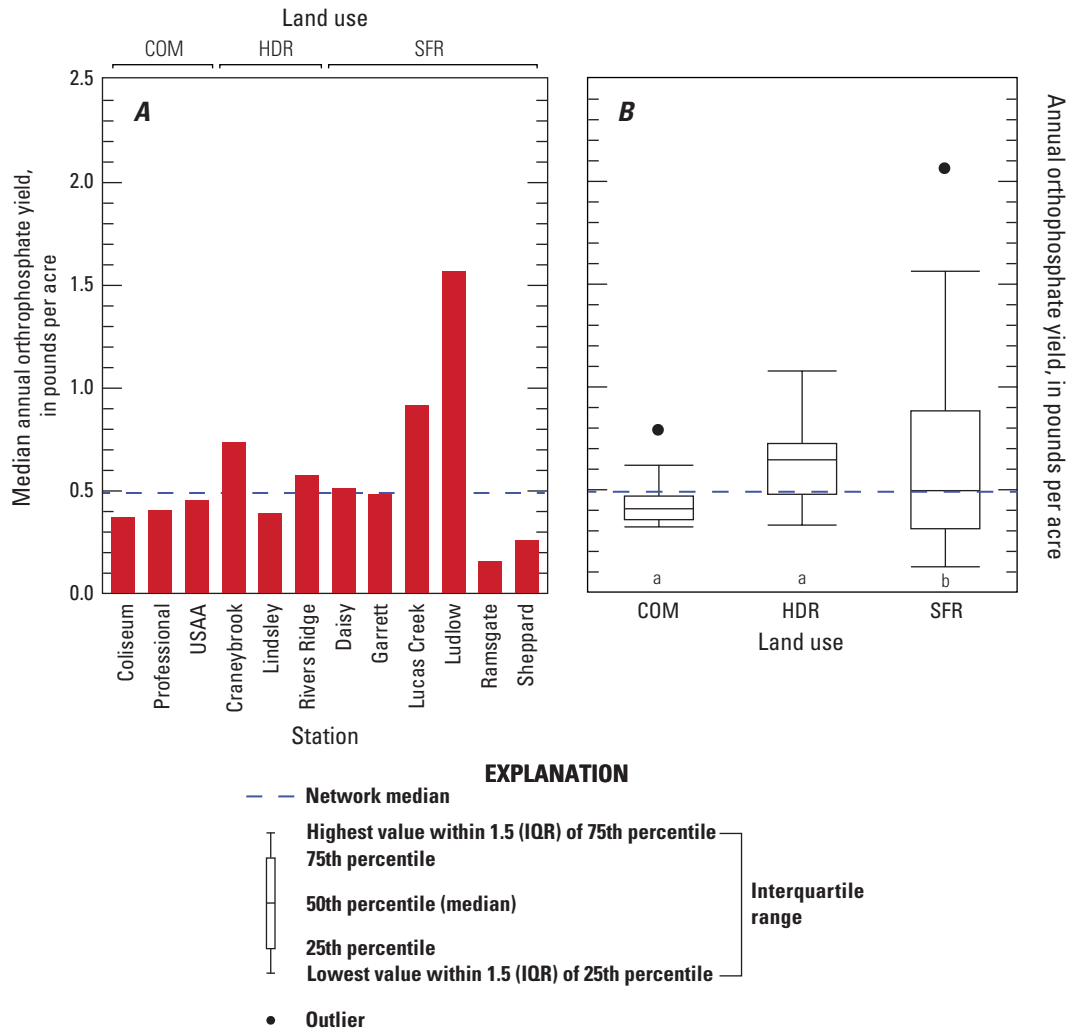 Land use
COM HDR SFR
A
2.5
2.0
1.5
1.0
0.5
0.0
Median annual orthrophosphate yield,
in pounds per acre
Coliseum
Professional
USAA
Craneybrook
Lindsley
Rivers Ridge
Daisy
Garrett
Lucas Creek
Ludlow
Ramsgate
Sheppard
Station
B
a a b
COM HDR SFR
Land use
Annual orthophosphate yield, in pounds per acre
EXPLANATION
Network median
Highest value within 1.5 (IQR) of 75th percentile
75th percentile
50th percentile (median)
25th percentile
Lowest value within 1.5 (IQR) of 25th percentile
Interquartile
range
Outlier